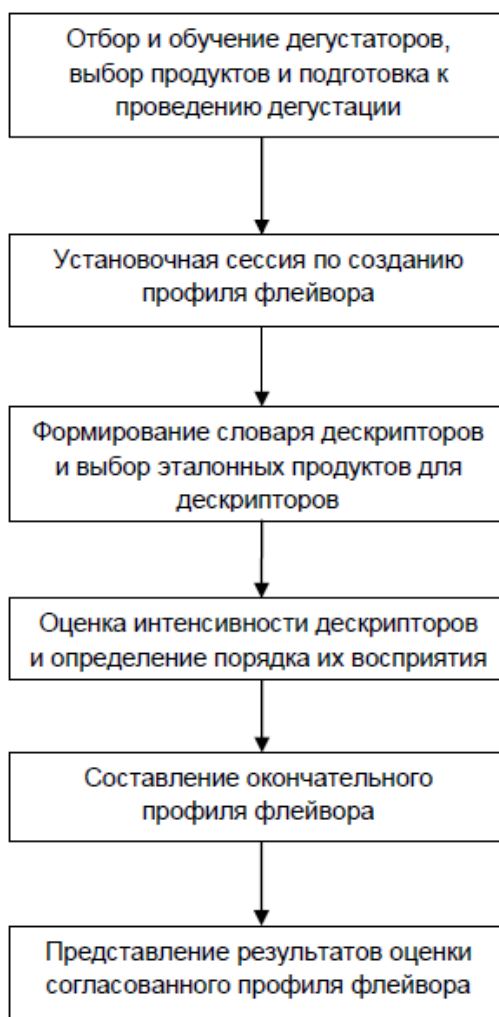 Отбор и обучение дегустаторов,
выбор продуктов и подготовка к
проведению дегустации
Установочная сессия по созданию
профиля флейвора
Формирование словаря дескрипторов
и выбор эталонных продуктов для
дескрипторов
Оценка интенсивности дескрипторов
и определение порядка их восприятия
Составление окончательного
профиля флейвора
Представление результатов оценки
согласованного профиля флейвора